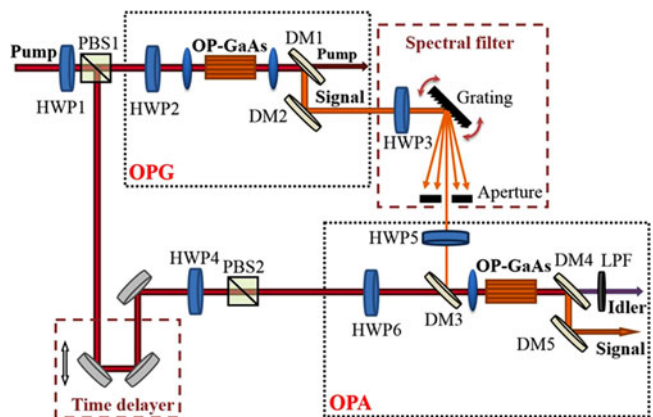 Pump
HWP1
PBS1
HWP2
OP-GaAs
DM1
Pump
DM2
Signal
OPG
Spectral filter
HWP3
Grating
Aperture
HWP5
HWP4
PBS2
HWP6
DM3
OP-GaAs
DM4
LPF
Idler
DM5
Signal
OPA
Time delayer